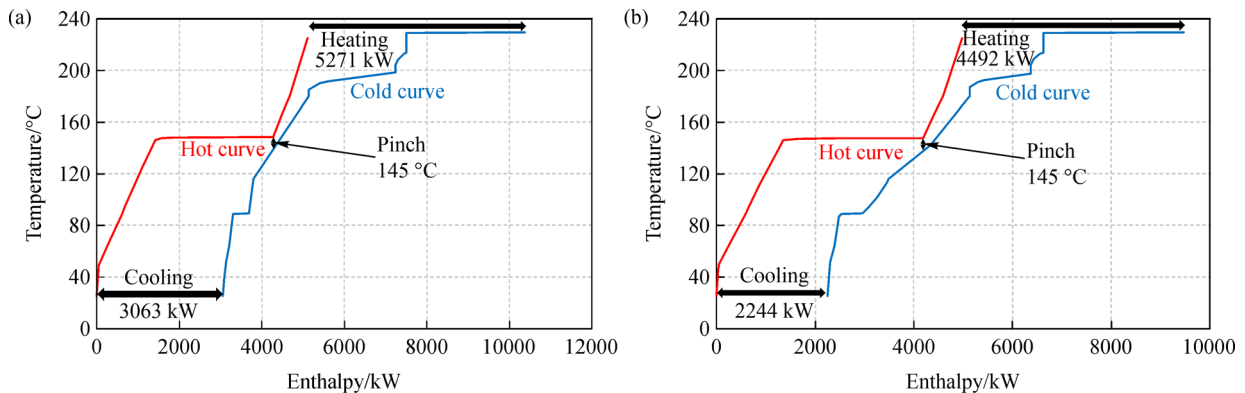 (a)
240
200
160
120
80
40
0
Temperature/°C
Heating
5271 kW
Cold curve
Hot curve
Pinch
145 °C
Cooling
3063 kW
0 2000 4000 6000 8000 10000 12000
Enthalpy/kW
(b)
240
200
160
120
80
40
0
Temperature/°C
Heating
4492 kW
Cold curve
Hot curve
Pinch
145 °C
Cooling
2244 kW
0 2000 4000 6000 8000 10000
Enthalpy/kW